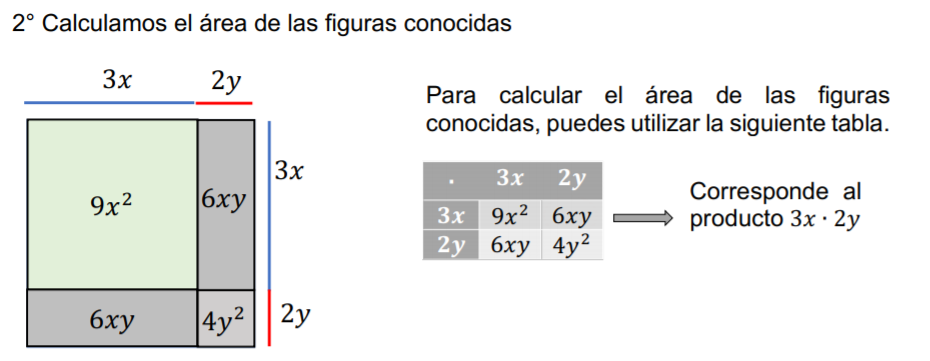 2° Calculamos el área de las figuras conocidas
3x 2y
9x² 6xy 3x
6xy 4y² 2y
Para calcular el área de las figuras
conocidas, puedes utilizar la siguiente tabla.
· 3x 2y
3x 9x² 6xy
2y 6xy 4y²
Corresponde al
producto 3x · 2y